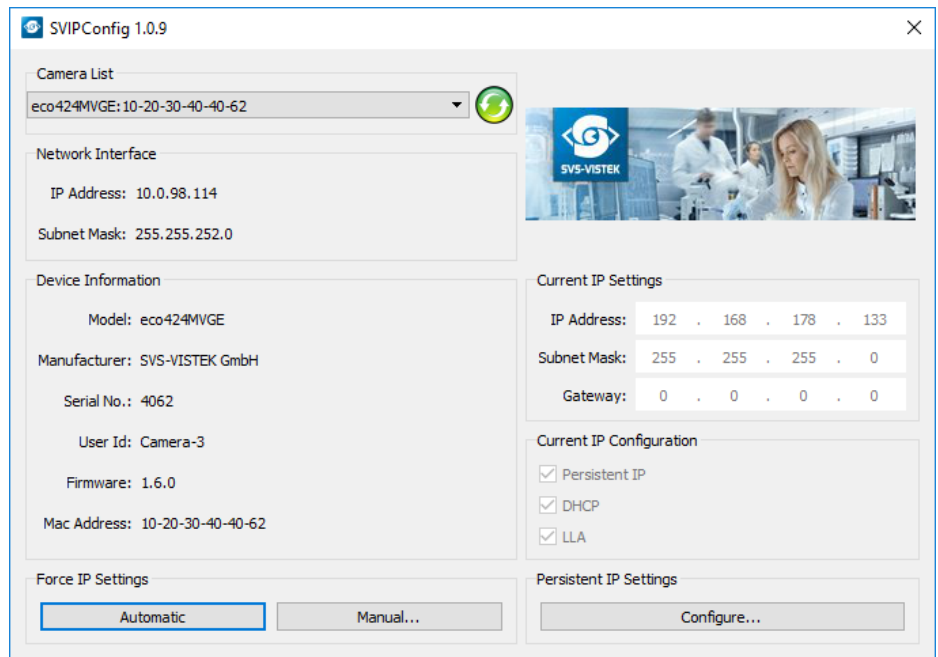 SVIPConfig 1.0.9
Camera List
eco424MVGE:10-20-30-40-40-62
Network Interface
IP Address: 10.0.98.114
Subnet Mask: 255.255.252.0
SVS-VISTEK
Device Information
Model: eco424MVGE
Manufacturer: SVS-VISTEK GmbH
Serial No.: 4062
User Id: Camera-3
Firmware: 1.6.0
Mac Address: 10-20-30-40-40-62
Current IP Settings
IP Address: 192 . 168 . 178 . 133
Subnet Mask: 255 . 255 . 255 . 0
Gateway: 0 . 0 . 0 . 0
Current IP Configuration
Persistent IP
DHCP
LLA
Force IP Settings
Automatic
Manual...
Persistent IP Settings
Configure...